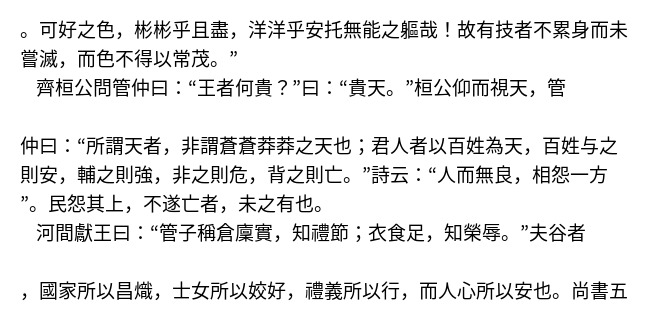 。可好之色，彬彬乎且盡，洋洋乎安托無能之軀哉！故有技者不累身而未
嘗滅，而色不得以常茂。”
齊桓公問管仲曰：“王者何貴？”曰：“貴天。”桓公仰而視天，管
仲曰：“所謂天者，非謂蒼蒼莽莽之天也；君人者以百姓為天，百姓与之
則安，輔之則強，非之則危，背之則亡。”詩云：“人而無良，相怨一方
”。民怨其上，不遂亡者，未之有也。
河間獻王曰：“管子稱倉廩實，知禮節；衣食足，知榮辱。”夫谷者
，國家所以昌熾，士女所以姣好，禮義所以行，而人心所以安也。尚書五